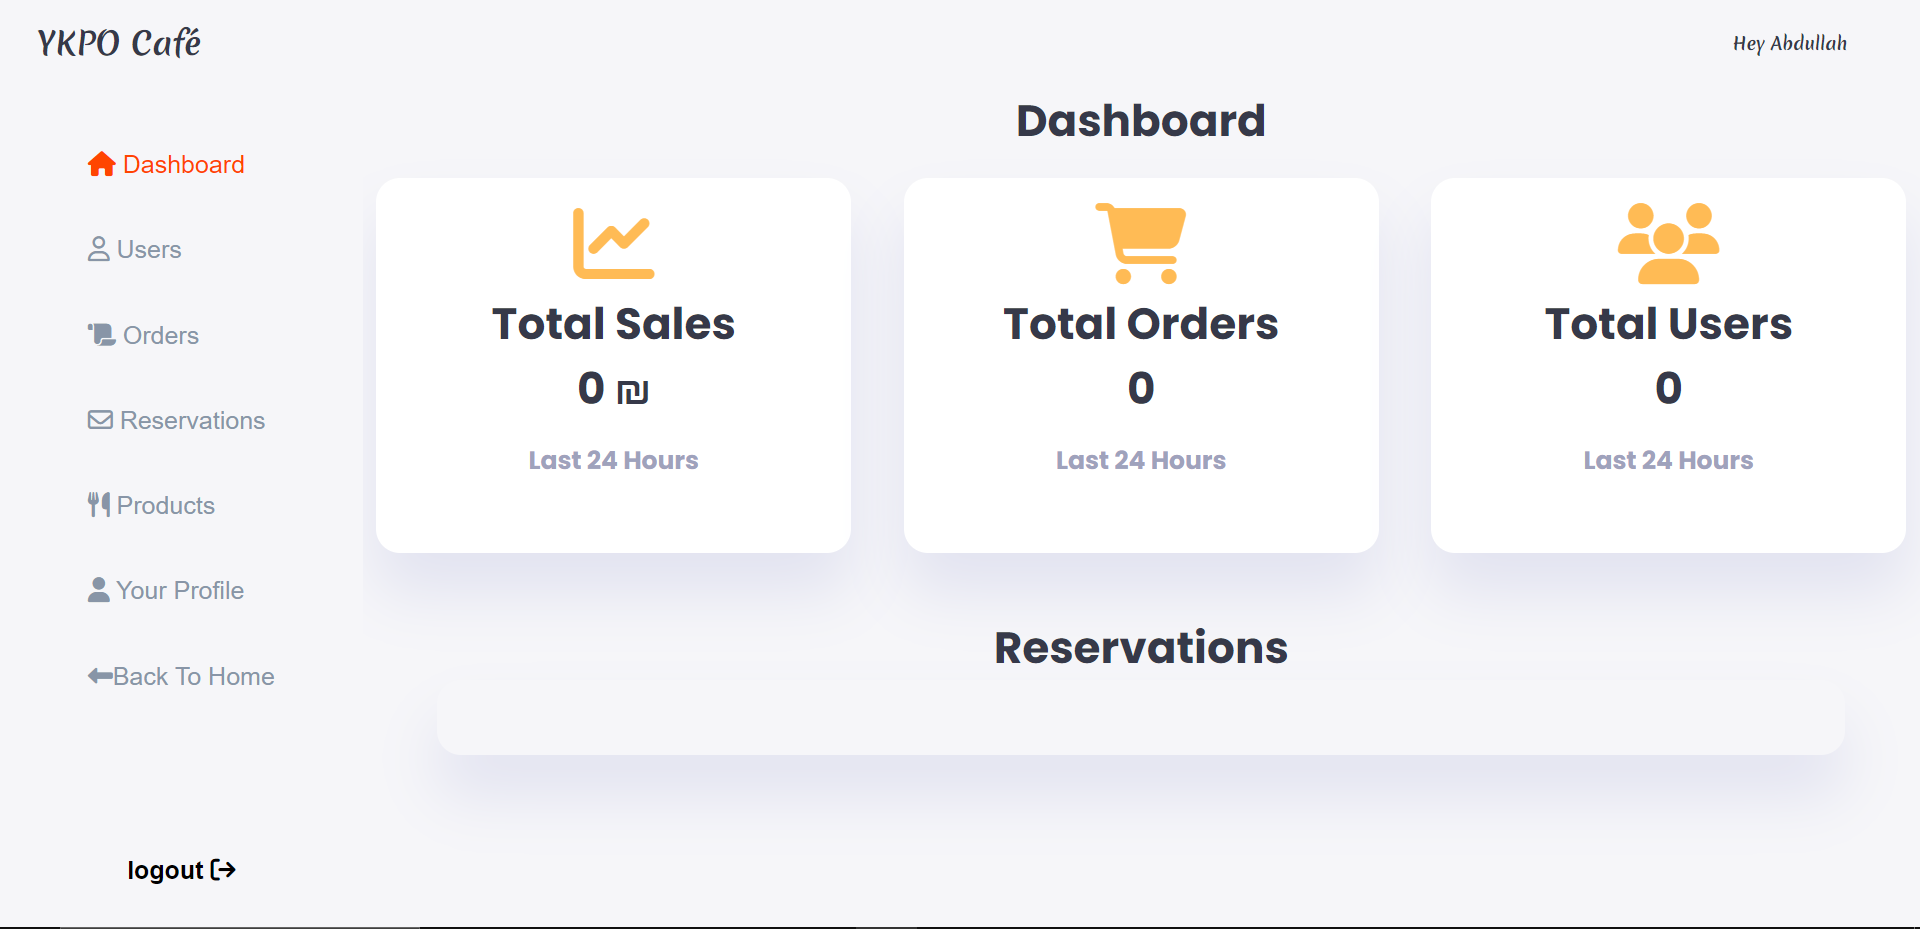 YKPO Café
Hey Abdullah
Dashboard
Users
Orders
Reservations
Products
Your Profile
Back To Home
logout
Dashboard
Total Sales
0 ₪
Last 24 Hours
Total Orders
0
Last 24 Hours
Total Users
0
Last 24 Hours
Reservations